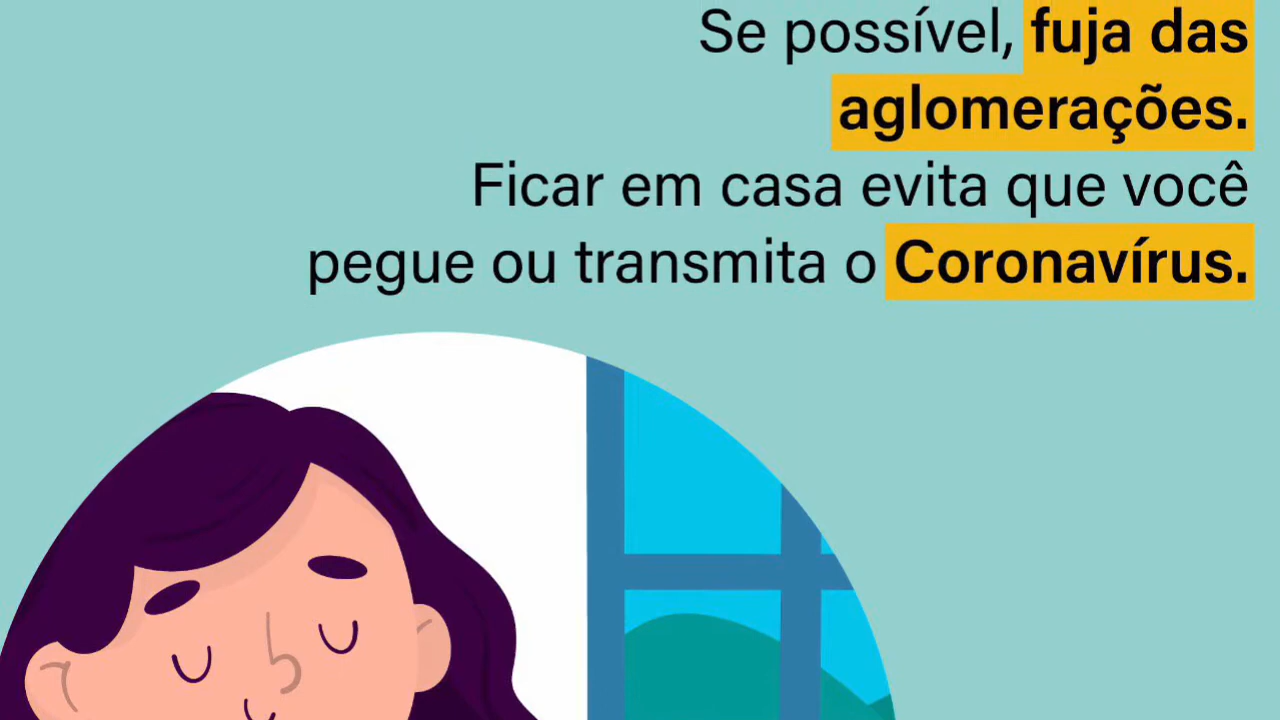 Se possível, fuja das
aglomerações.
Ficar em casa evita que você
pegue ou transmita o Coronavírus.